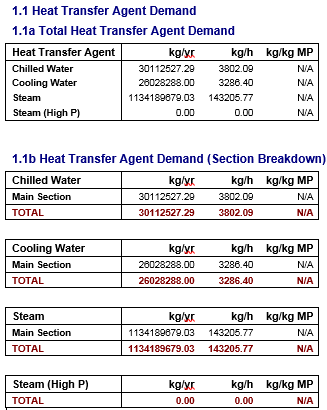 1.1 Heat Transfer Agent Demand
1.1a Total Heat Transfer Agent Demand
Heat Transfer Agent kg/yr kg/h kg/kg MP
Chilled Water 30112527.29 3802.09 N/A
Cooling Water 26028288.00 3286.40 N/A
Steam 1134189679.03 143205.77 N/A
Steam (High P) 0.00 0.00 N/A
1.1b Heat Transfer Agent Demand (Section Breakdown)
Chilled Water kg/yr kg/h kg/kg MP
Main Section 30112527.29 3802.09 N/A
TOTAL 30112527.29 3802.09 N/A
Cooling Water kg/yr kg/h kg/kg MP
Main Section 26028288.00 3286.40 N/A
TOTAL 26028288.00 3286.40 N/A
Steam kg/yr kg/h kg/kg MP
Main Section 1134189679.03 143205.77 N/A
TOTAL 1134189679.03 143205.77 N/A
Steam (High P) kg/yr kg/h kg/kg MP
TOTAL 0.00 0.00 N/A